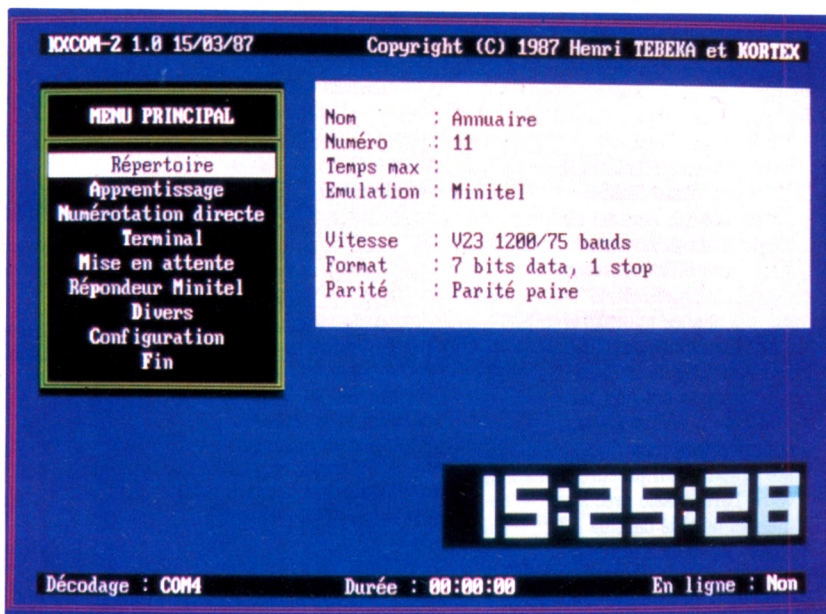 KXCOM-2 1.0 15/03/87 Copyright (C) 1987 Henri TEBEKA et KORTEX
MENU PRINCIPAL
Répertoire
Apprentissage
Numérotation directe
Terminal
Mise en attente
Répondeur Minitel
Divers
Configuration
Fin
Nom : Annuaire
Numéro : 11
Temps max :
Emulation : Minitel
Vitesse : V23 1200/75 bauds
Format : 7 bits data, 1 stop
Parité : Parité paire
15:25:28
Décodage : COM4 Durée : 00:00:00 En ligne : Non